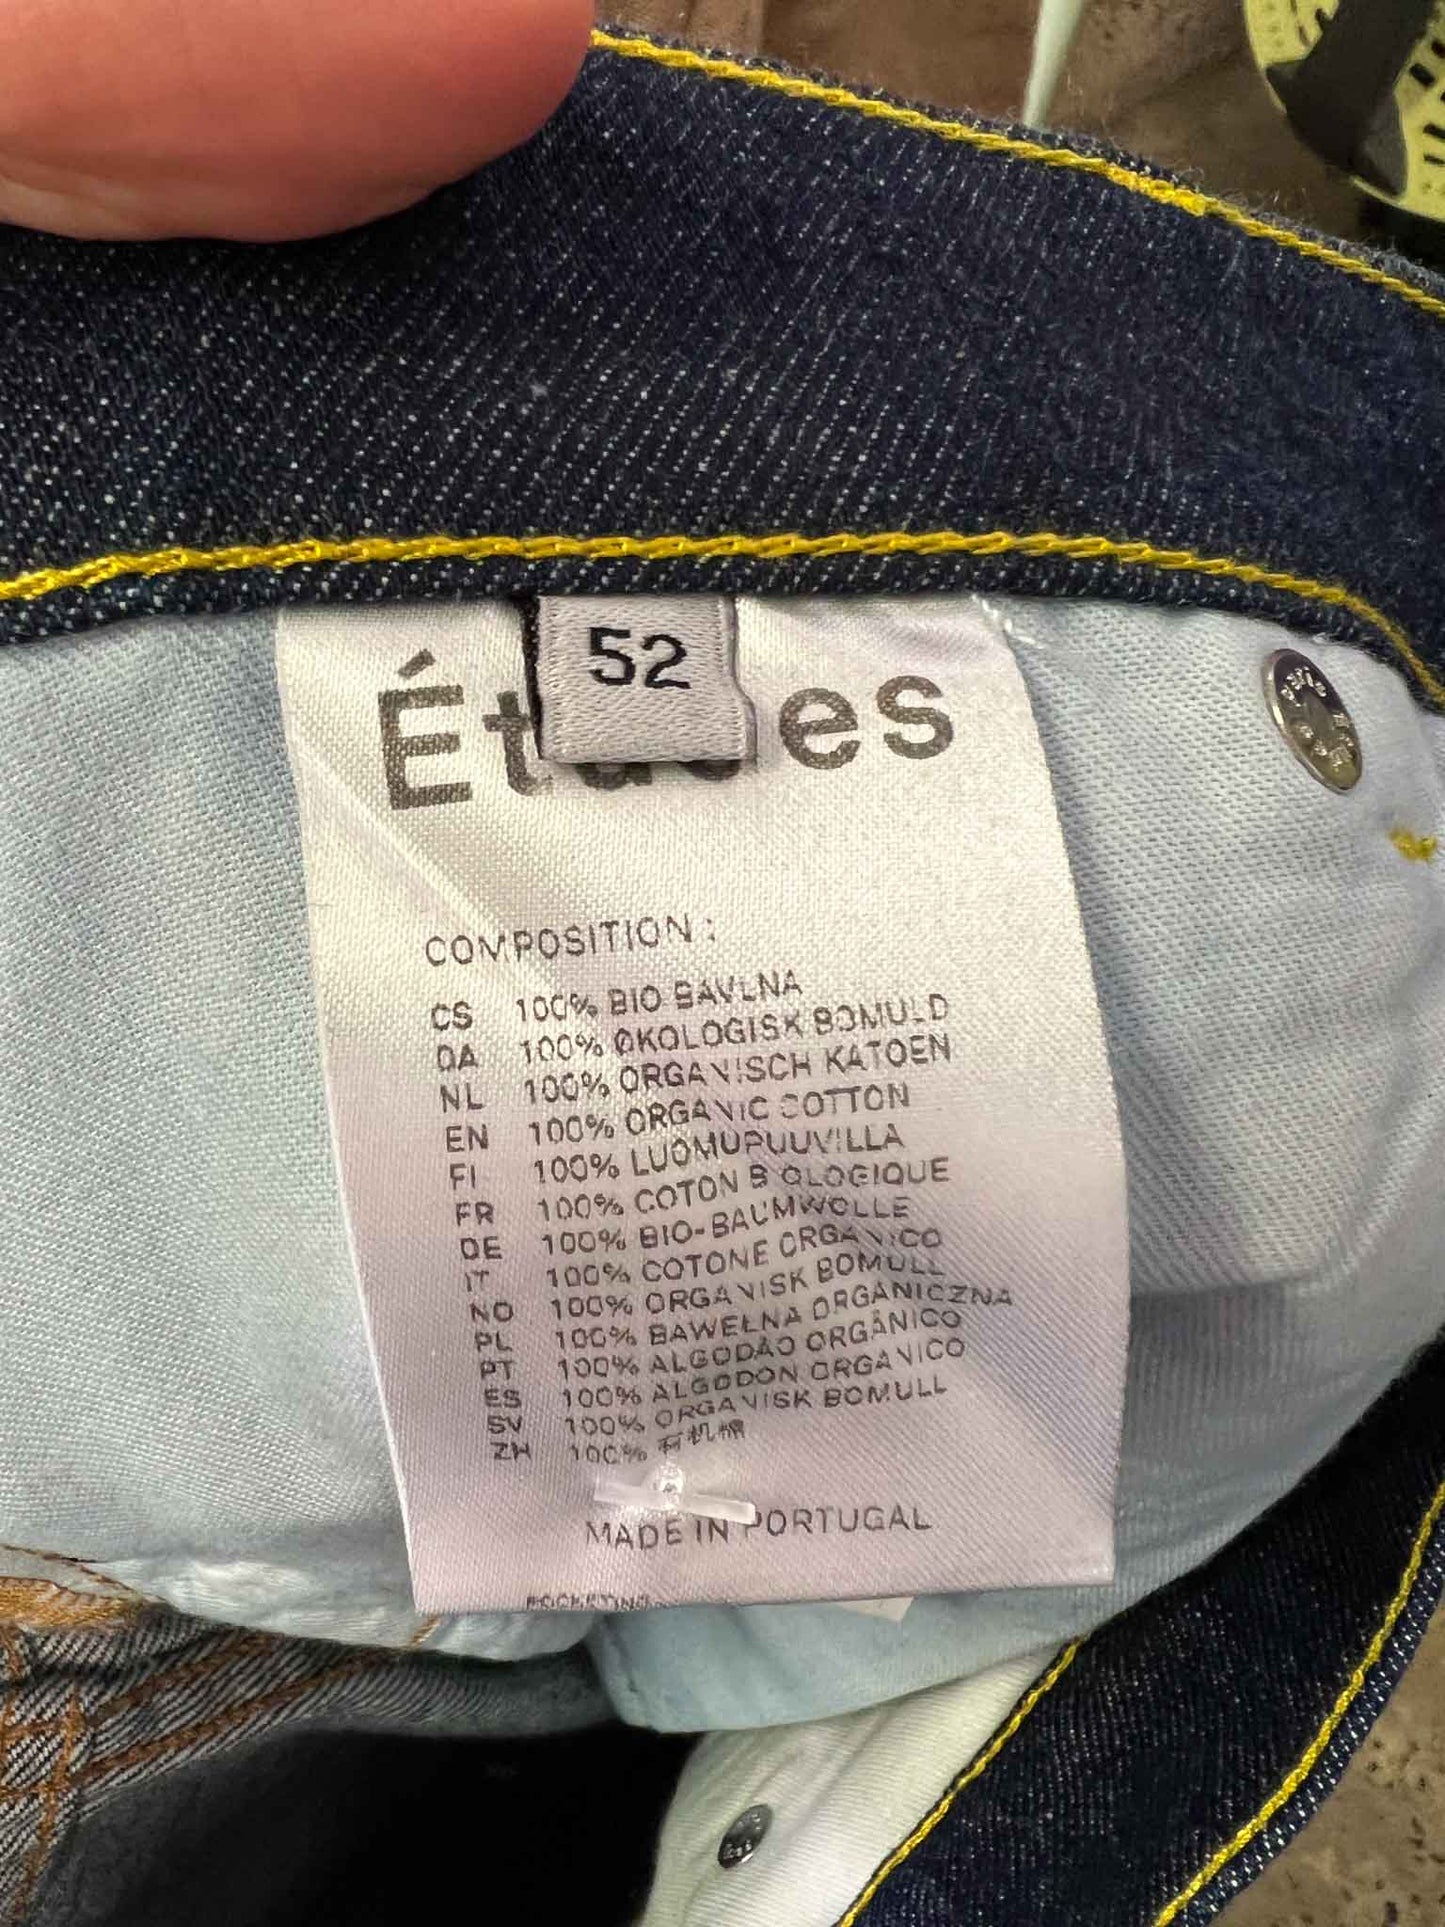 52
Études
COMPOSITION :
CS 100% BIO BAVLNA
DA 100% ØKOLOGISK BOMULD
NL 100% ORGANISCH KATOEN
EN 100% ORGANIC COTTON
FI 100% LUOMUPUUVILLA
FR 100% COTON BIOLOGIQUE
DE 100% BIO-BAUMWOLLE
IT 100% COTONE ORGANICO
NO 100% ORGANISK BOMULL
PL 100% BAWEŁNA ORGANICZNA
PT 100% ALGODÃO ORGÂNICO
ES 100% ALGODON ORGANICO
SV 100% ORGANISK BOMULL
ZH 100% 有机棉
MADE IN PORTUGAL